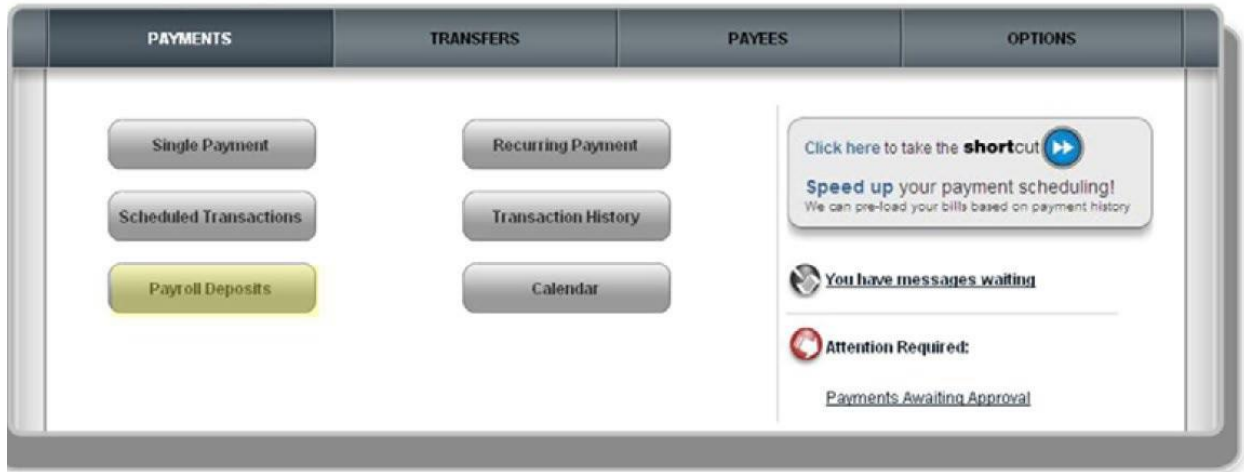 PAYMENTS TRANSFERS PAYEES OPTIONS
Single Payment Recurring Payment
Scheduled Transactions Transaction History
Payroll Deposits Calendar
Click here to take the shortcut
Speed up your payment scheduling!
We can pre-load your bills based on payment history
You have messages waiting
Attention Required:
Payments Awaiting Approval